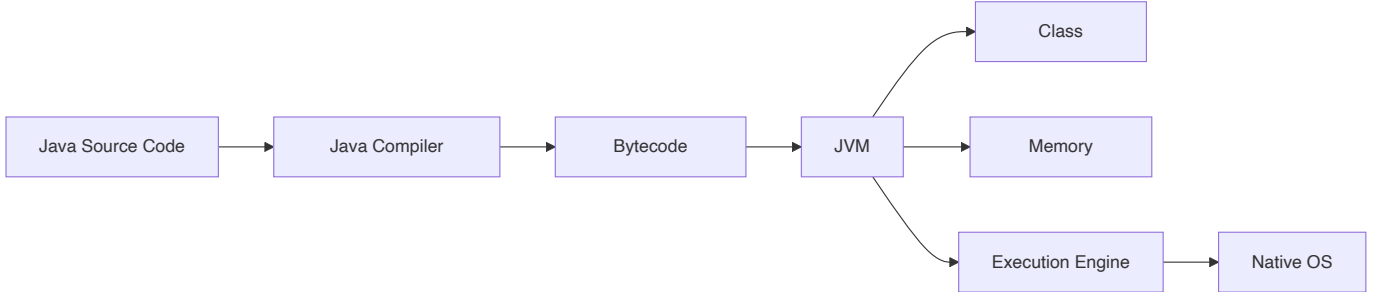 Class
Java Source Code
Java Compiler
Bytecode
JVM
Memory
Execution Engine
Native OS